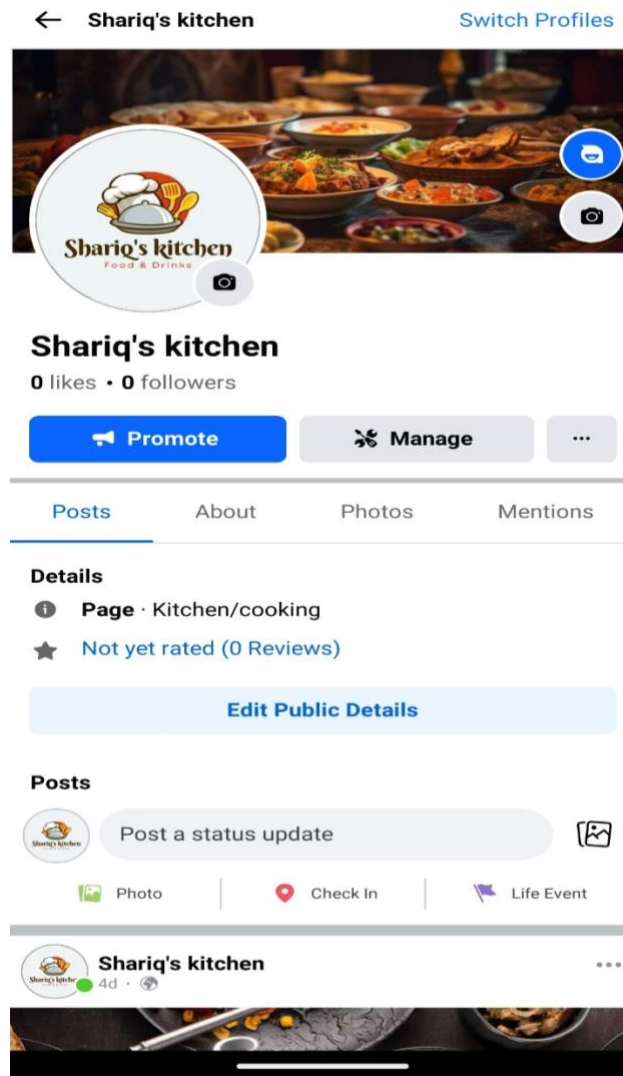 Shariq's kitchen
Switch Profiles
Shariq's kitchen
Food & Drinks
Shariq's kitchen
0 likes • 0 followers
Promote
Manage
Posts
About
Photos
Mentions
Details
Page · Kitchen/cooking
Not yet rated (0 Reviews)
Edit Public Details
Posts
Shariq's kitchen
Post a status update
Photo
Check In
Life Event
Shariq's kitchen
4d ·